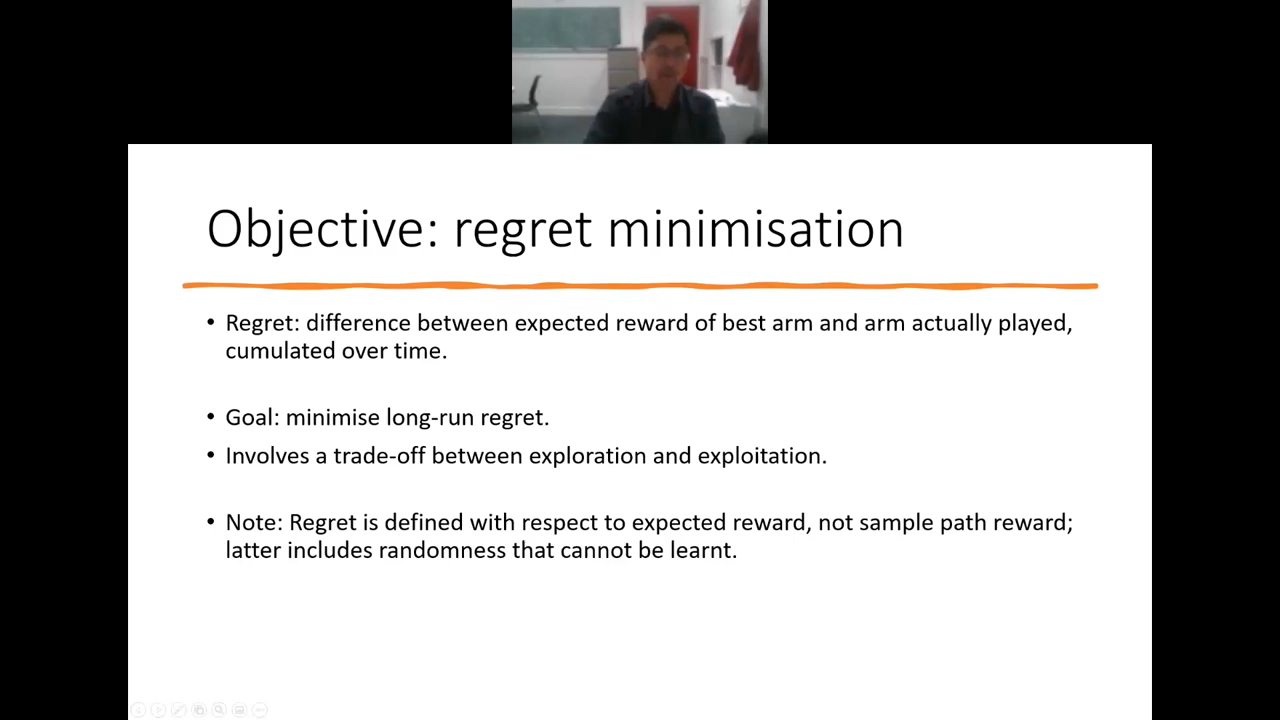 Objective: regret minimisation
• Regret: difference between expected reward of best arm and arm actually played,
cumulated over time.
• Goal: minimise long-run regret.
• Involves a trade-off between exploration and exploitation.
• Note: Regret is defined with respect to expected reward, not sample path reward;
latter includes randomness that cannot be learnt.